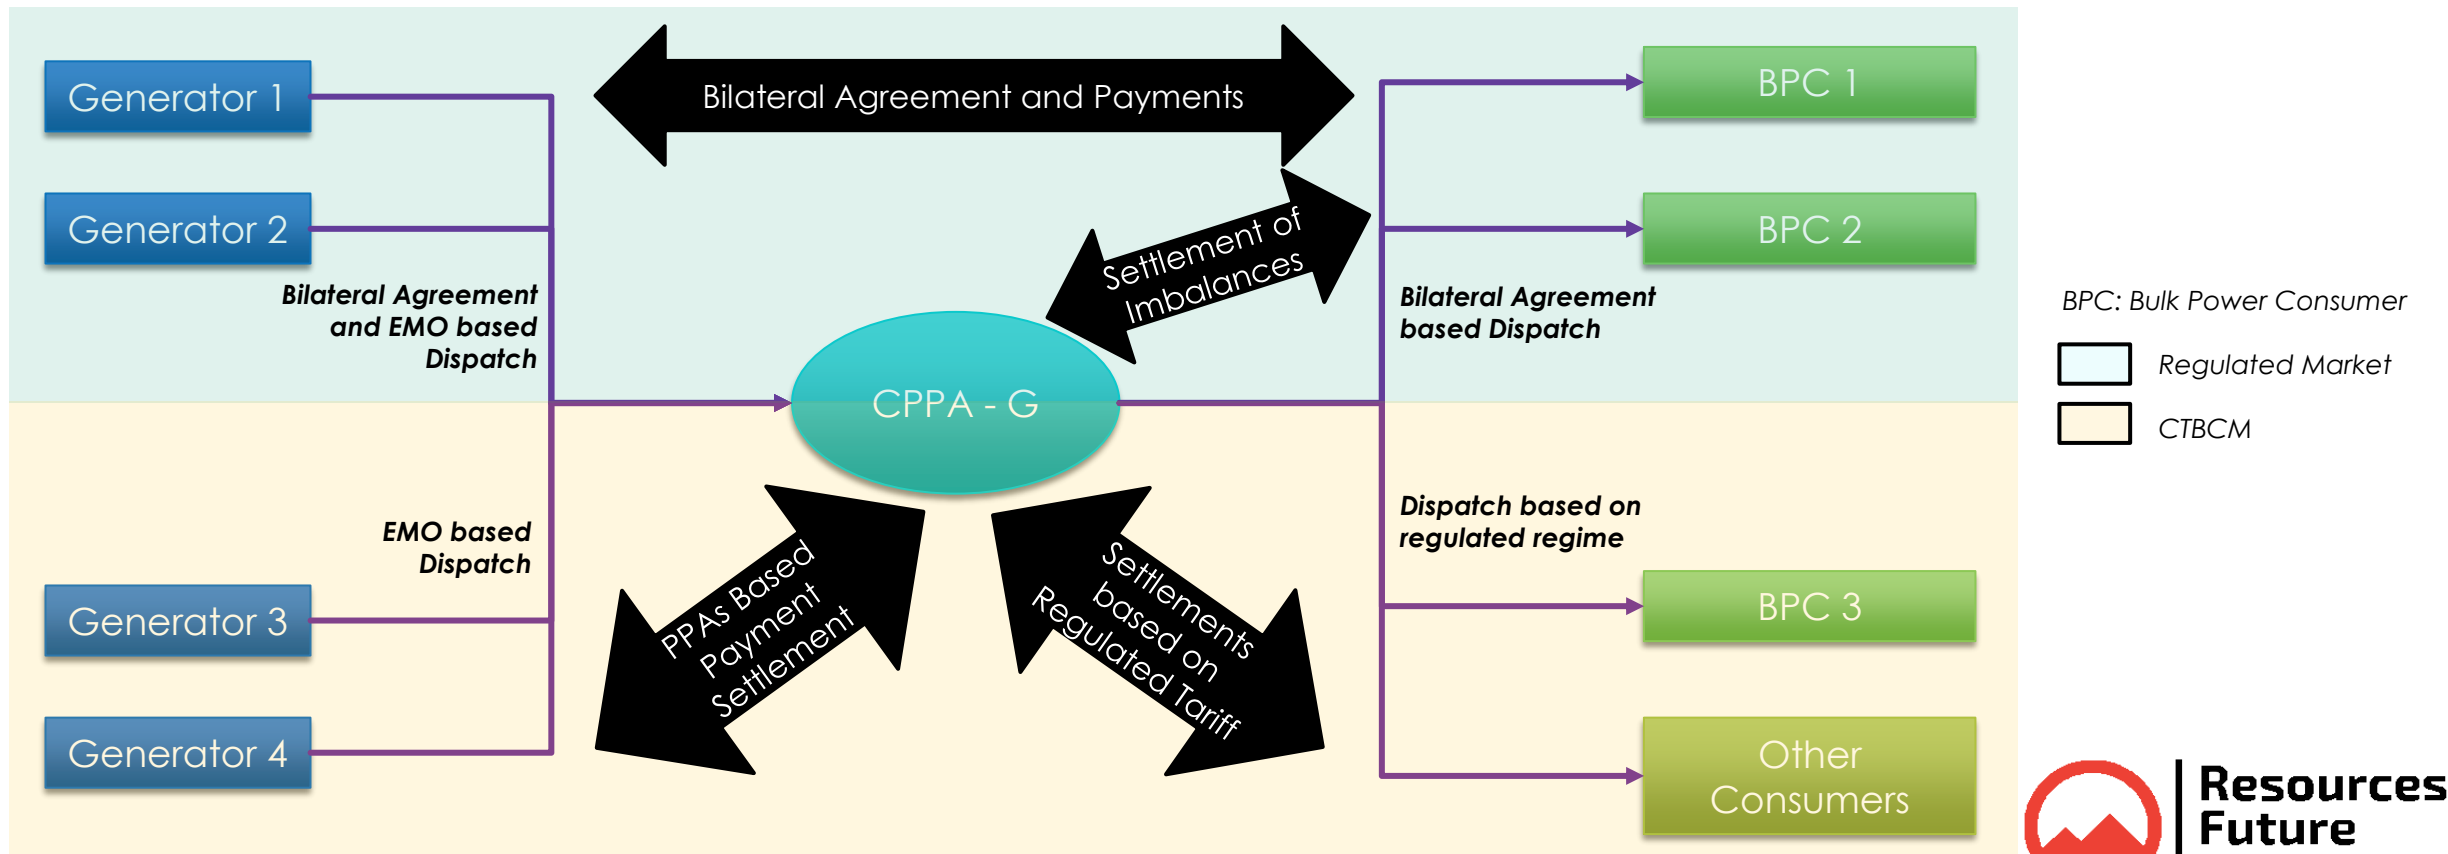 Generator 1
Generator 2
Bilateral Agreement
and EMO based
Dispatch
EMO based
Dispatch
Generator 3
Generator 4
Bilateral Agreement and Payments
Settlement of
Imbalances
CPPA - G
PPAs Based
Payment
Settlement
Settlements
based on
Regulated Tariff
BPC 1
BPC 2
Bilateral Agreement
based Dispatch
Dispatch based on
regulated regime
BPC 3
Other
Consumers
BPC: Bulk Power Consumer
Regulated Market
CTBCM
Resources
Future